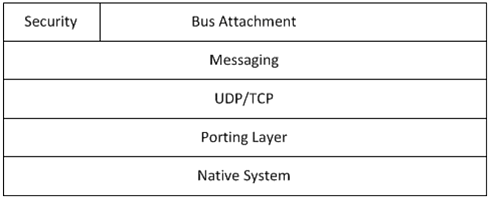 Security Bus Attachment
Messaging
UDP/TCP
Porting Layer
Native System